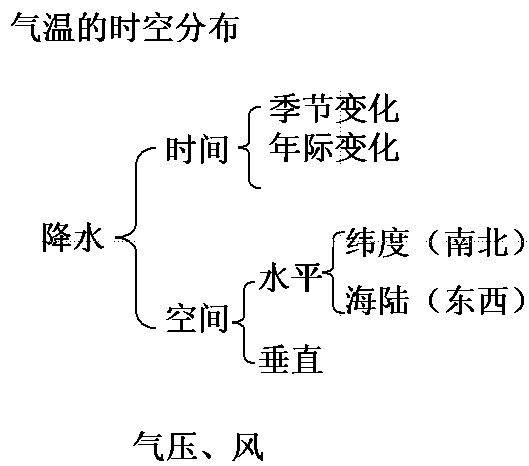 气温的时空分布
季节变化
时间
年际变化
降水
纬度（南北）
水平
海陆（东西）
空间
垂直
气压、风